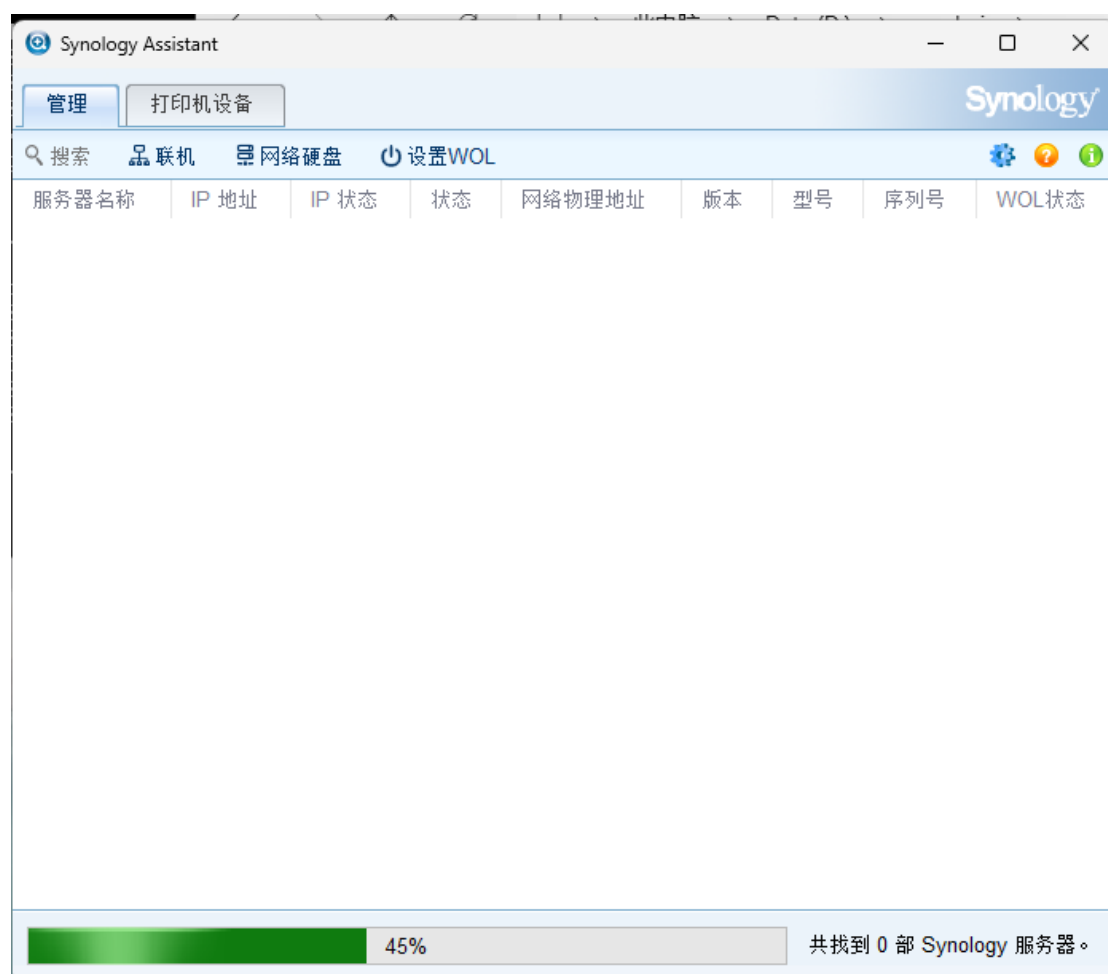 Synology Assistant
管理 打印机设备 Synology
搜索 联机 网络硬盘 设置WOL
服务器名称 IP 地址 IP 状态 状态 网络物理地址 版本 型号 序列号 WOL状态
45% 共找到 0 部 Synology 服务器。